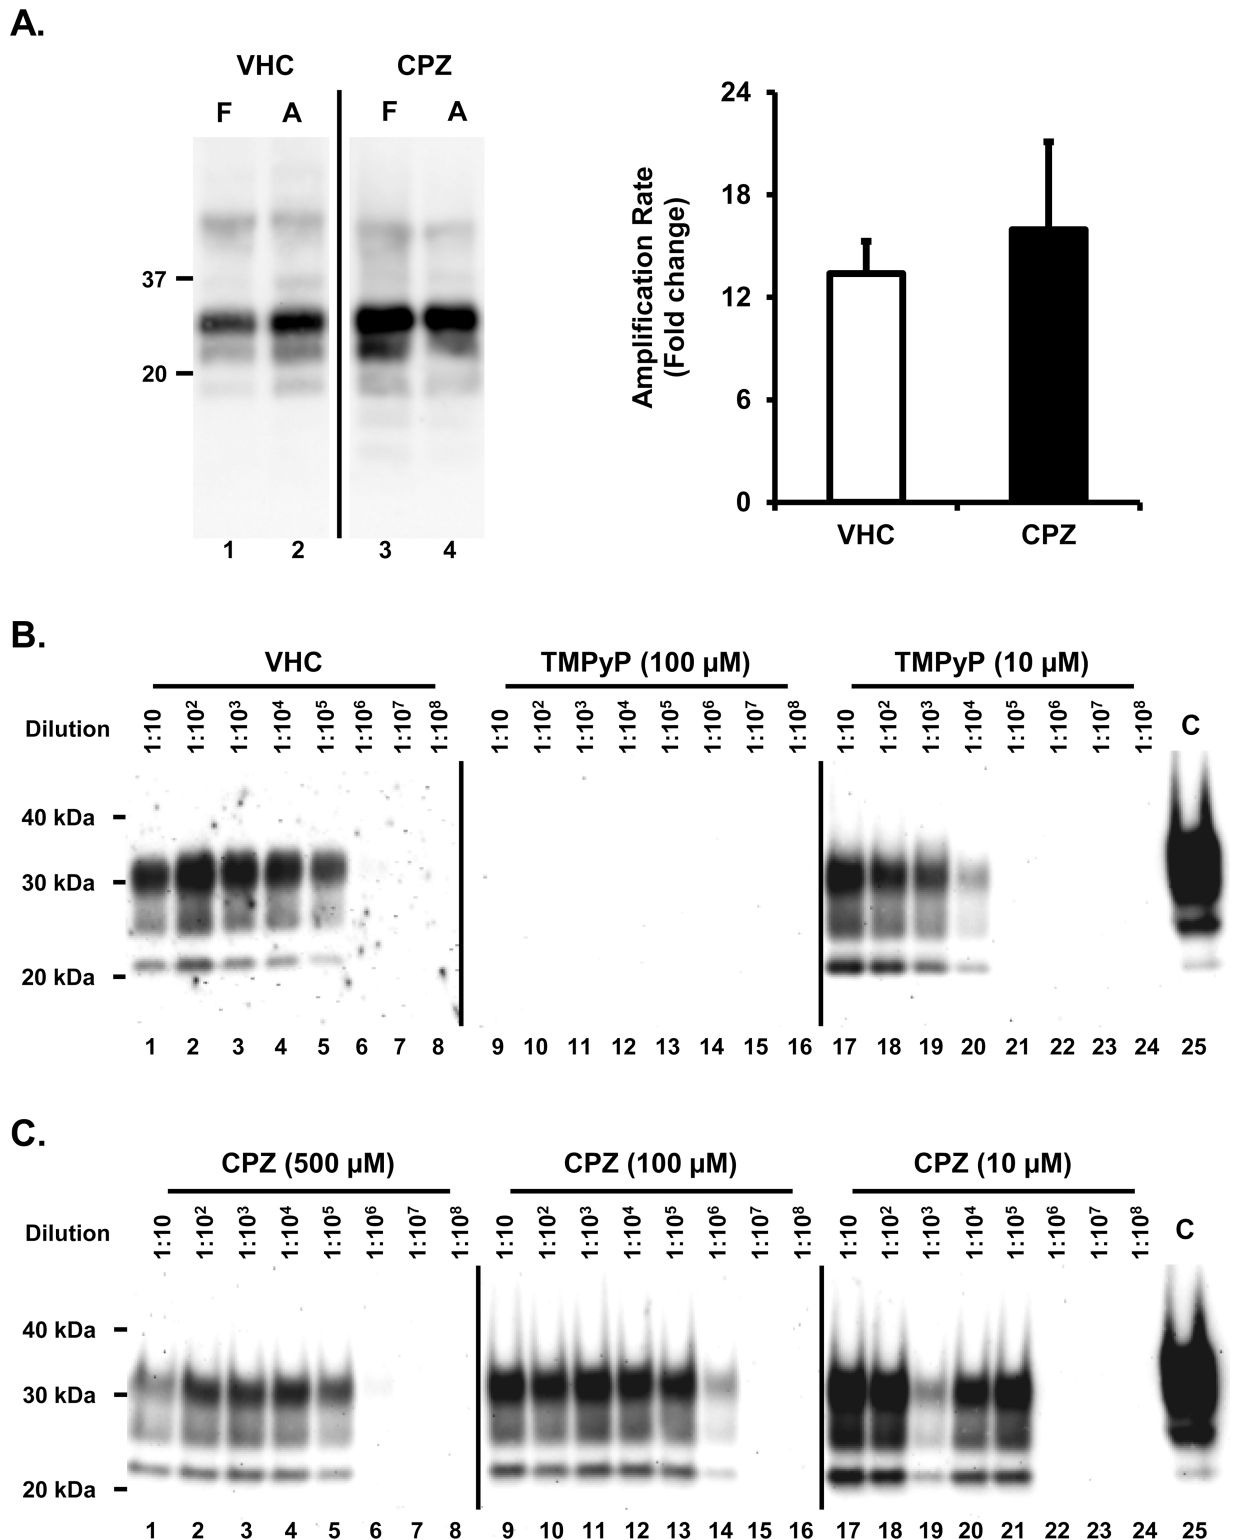 A.
VHC CPZ
F A F A
37
20
1 2 3 4
Amplification Rate
(Fold change)
24
18
12
6
0
VHC CPZ
B.
VHC TMPyP (100 µM) TMPyP (10 µM)
Dilution 1:10 1:10² 1:10³ 1:10⁴ 1:10⁵ 1:10⁶ 1:10⁷ 1:10⁸ 1:10 1:10² 1:10³ 1:10⁴ 1:10⁵ 1:10⁶ 1:10⁷ 1:10⁸ 1:10 1:10² 1:10³ 1:10⁴ 1:10⁵ 1:10⁶ 1:10⁷ 1:10⁸ C
40 kDa
30 kDa
20 kDa
1 2 3 4 5 6 7 8 9 10 11 12 13 14 15 16 17 18 19 20 21 22 23 24 25
C.
CPZ (500 µM) CPZ (100 µM) CPZ (10 µM)
Dilution 1:10 1:10² 1:10³ 1:10⁴ 1:10⁵ 1:10⁶ 1:10⁷ 1:10⁸ 1:10 1:10² 1:10³ 1:10⁴ 1:10⁵ 1:10⁶ 1:10⁷ 1:10⁸ 1:10 1:10² 1:10³ 1:10⁴ 1:10⁵ 1:10⁶ 1:10⁷ 1:10⁸ C
40 kDa
30 kDa
20 kDa
1 2 3 4 5 6 7 8 9 10 11 12 13 14 15 16 17 18 19 20 21 22 23 24 25